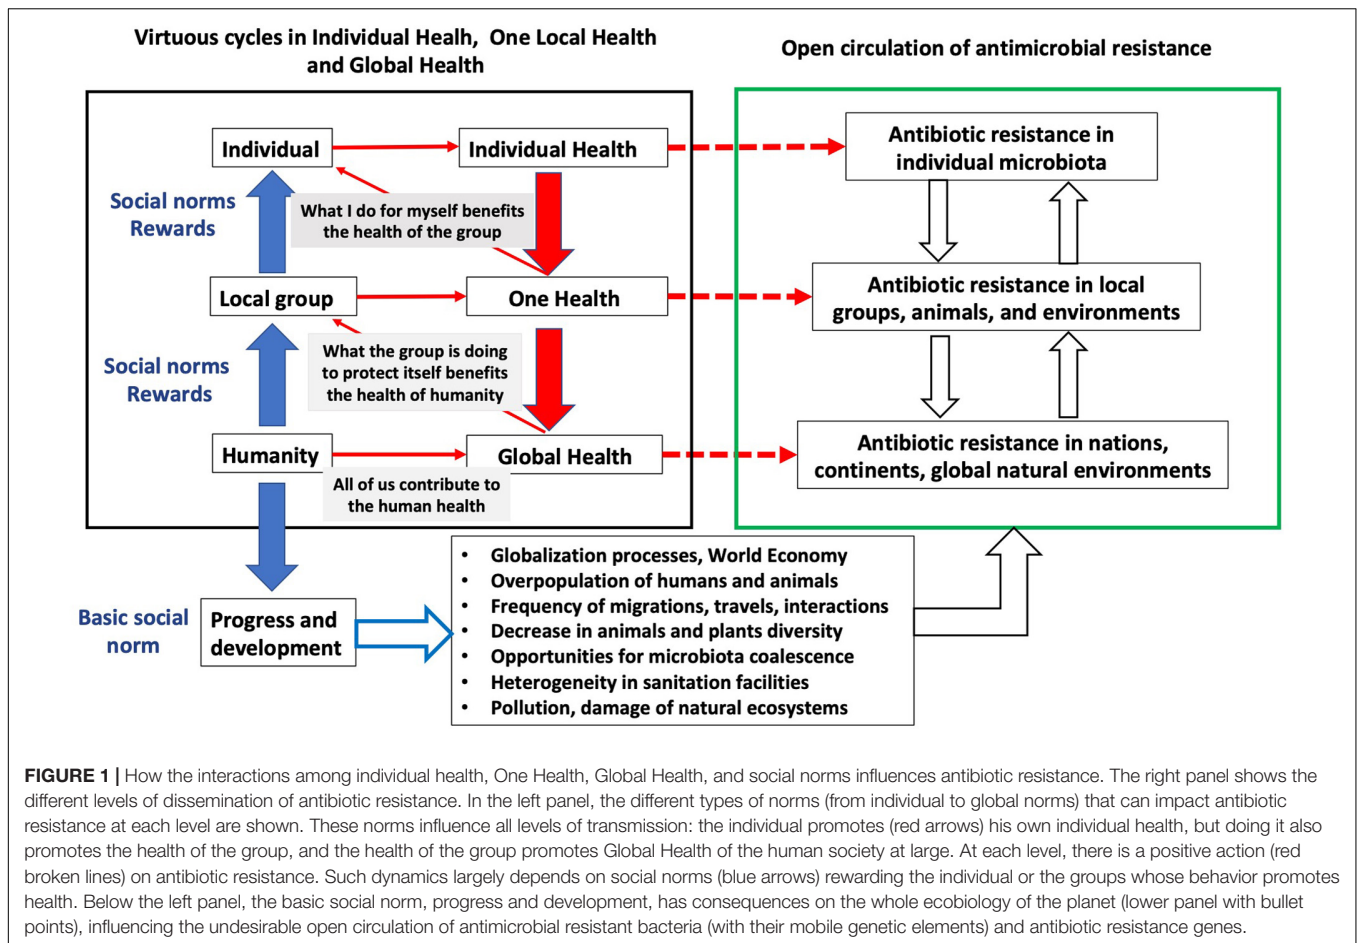 Virtuous cycles in Individual Healh, One Local Health
and Global Health
Open circulation of antimicrobial resistance
Individual
Individual Health
Antibiotic resistance in
individual microbiota
Social norms
Rewards
What I do for myself benefits
the health of the group
Local group
One Health
Antibiotic resistance in local
groups, animals, and environments
Social norms
Rewards
What the group is doing
to protect itself benefits
the health of humanity
Humanity
Global Health
Antibiotic resistance in nations,
continents, global natural environments
All of us contribute to
the human health
Basic social
norm
Progress and
development
• Globalization processes, World Economy
• Overpopulation of humans and animals
• Frequency of migrations, travels, interactions
• Decrease in animals and plants diversity
• Opportunities for microbiota coalescence
• Heterogeneity in sanitation facilities
• Pollution, damage of natural ecosystems
FIGURE 1 | How the interactions among individual health, One Health, Global Health, and social norms influences antibiotic resistance. The right panel shows the
different levels of dissemination of antibiotic resistance. In the left panel, the different types of norms (from individual to global norms) that can impact antibiotic
resistance at each level are shown. These norms influence all levels of transmission: the individual promotes (red arrows) his own individual health, but doing it also
promotes the health of the group, and the health of the group promotes Global Health of the human society at large. At each level, there is a positive action (red
broken lines) on antibiotic resistance. Such dynamics largely depends on social norms (blue arrows) rewarding the individual or the groups whose behavior promotes
health. Below the left panel, the basic social norm, progress and development, has consequences on the whole ecobiology of the planet (lower panel with bullet
points), influencing the undesirable open circulation of antimicrobial resistant bacteria (with their mobile genetic elements) and antibiotic resistance genes.